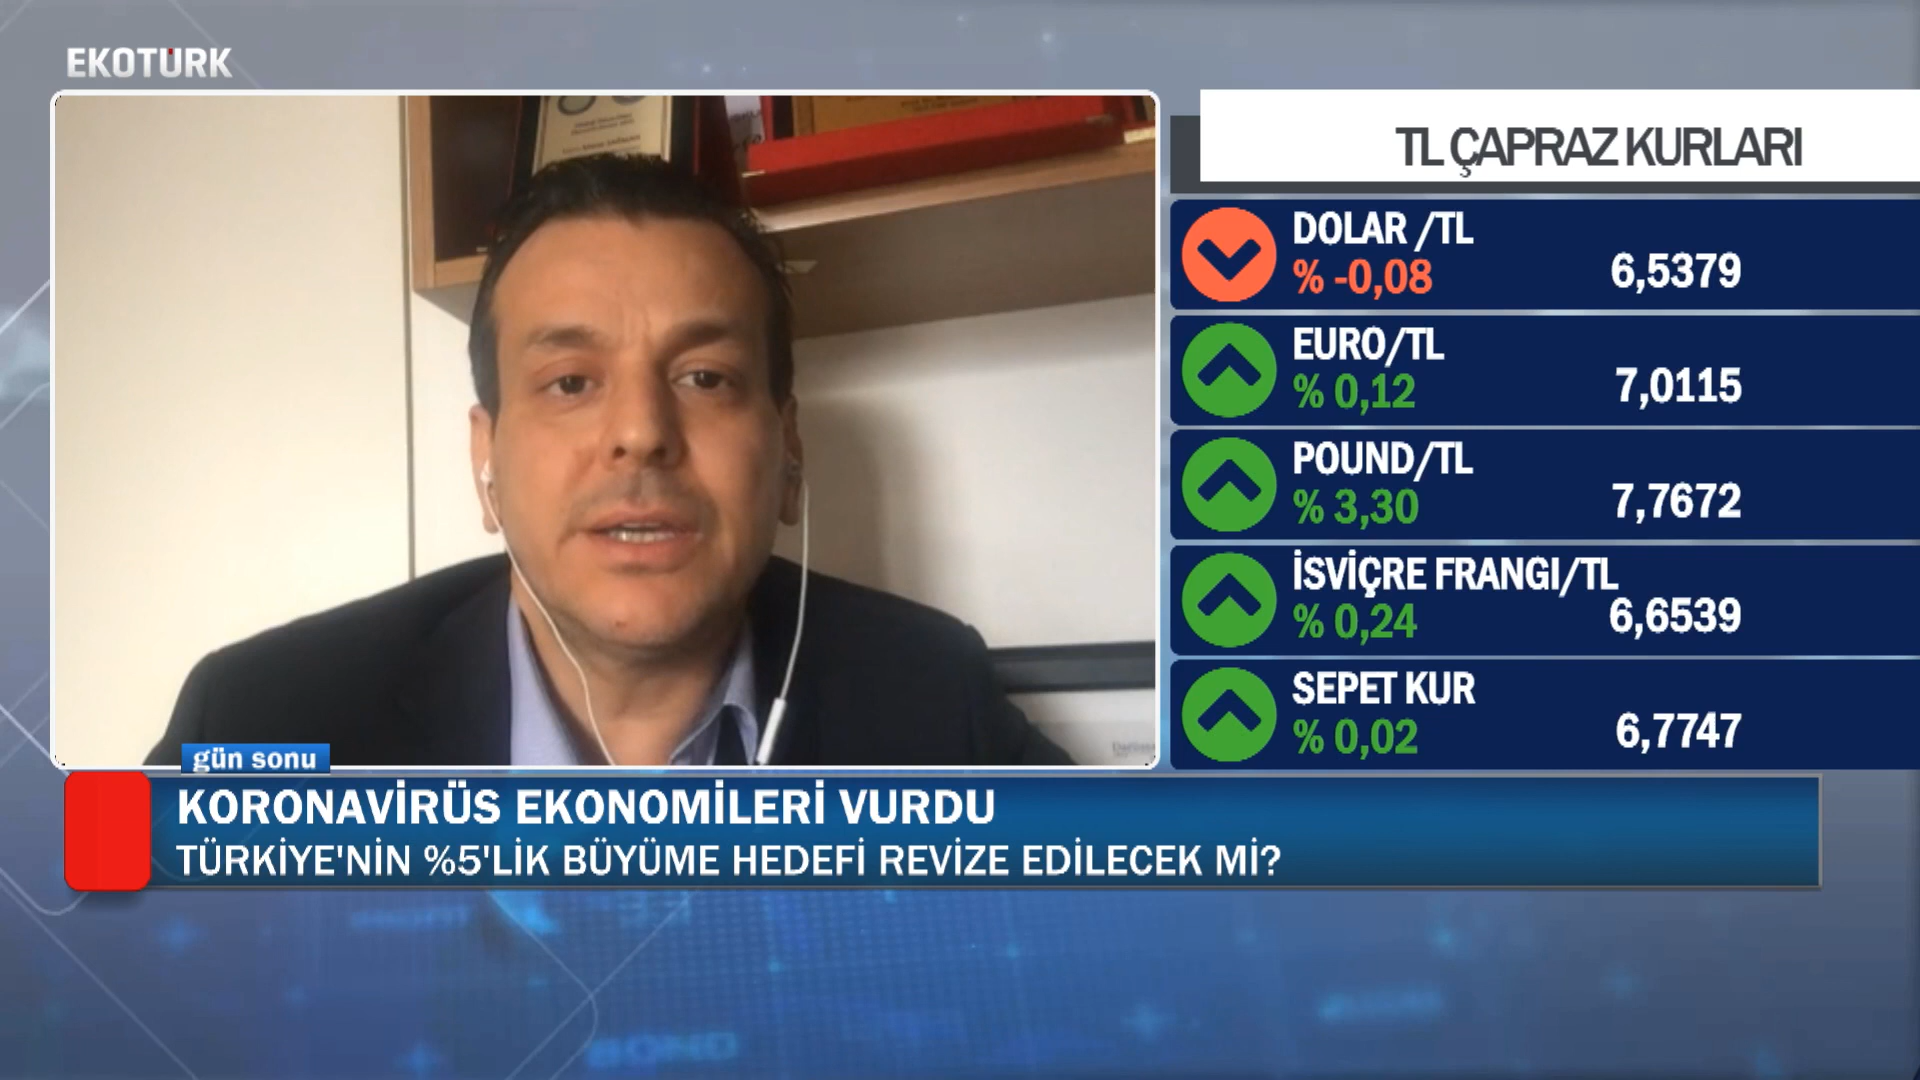 EKOTÜRK
TL ÇAPRAZ KURLARI
DOLAR /TL
% -0,08
6,5379
EURO/TL
% 0,12
7,0115
POUND/TL
% 3,30
7,7672
İSVİÇRE FRANGI/TL
% 0,24
6,6539
SEPET KUR
% 0,02
6,7747
gün sonu
KORONAVİRÜS EKONOMİLERİ VURDU
TÜRKİYE'NİN %5'LİK BÜYÜME HEDEFİ REVİZE EDİLECEK Mİ?
BOND